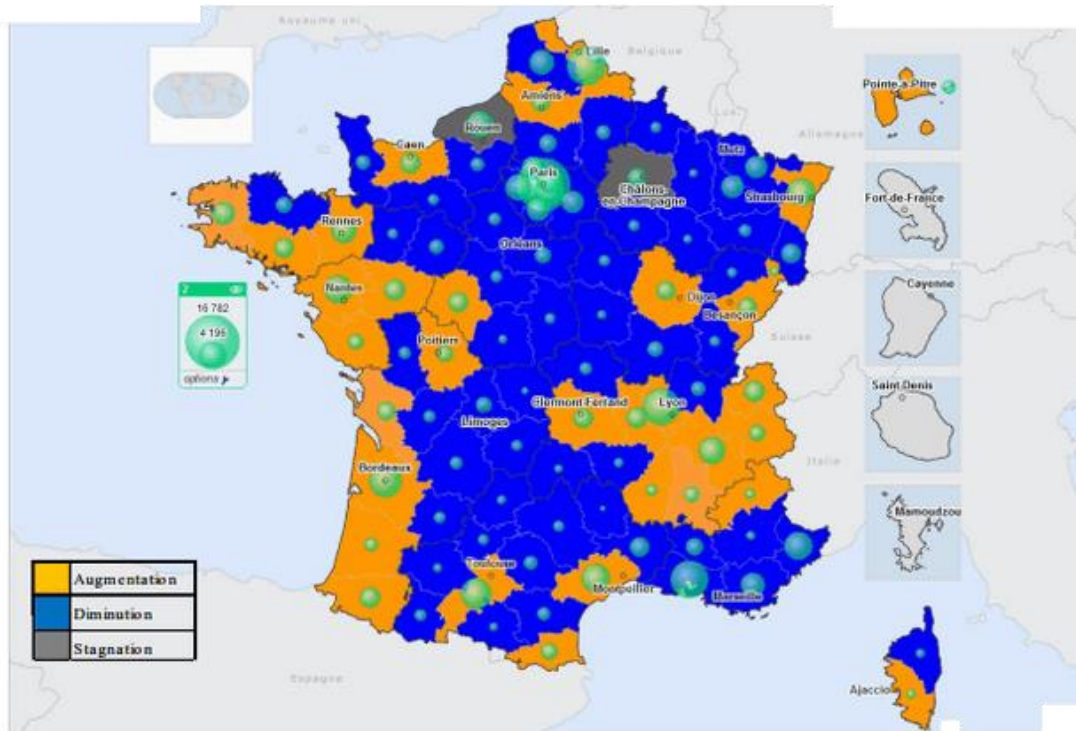 Royaume uni
Belgique
Lille
Amiens
Rouen
Caen
Paris
Metz
Allemagne
Châlons-
en-Champagne
Strasbourg
Rennes
Orléans
Nantes
Dijon
Besançon
Suisse
Poitiers
Clermont-Ferrand
Lyon
Limoges
Italie
Bordeaux
Toulouse
Montpellier
Marseille
Espagne
Ajaccio
Pointe-a-Pitre
Fort-de-France
Cayenne
Saint Denis
Mamoudzou
2
16 782
4 195
options
Augmentation
Diminution
Stagnation